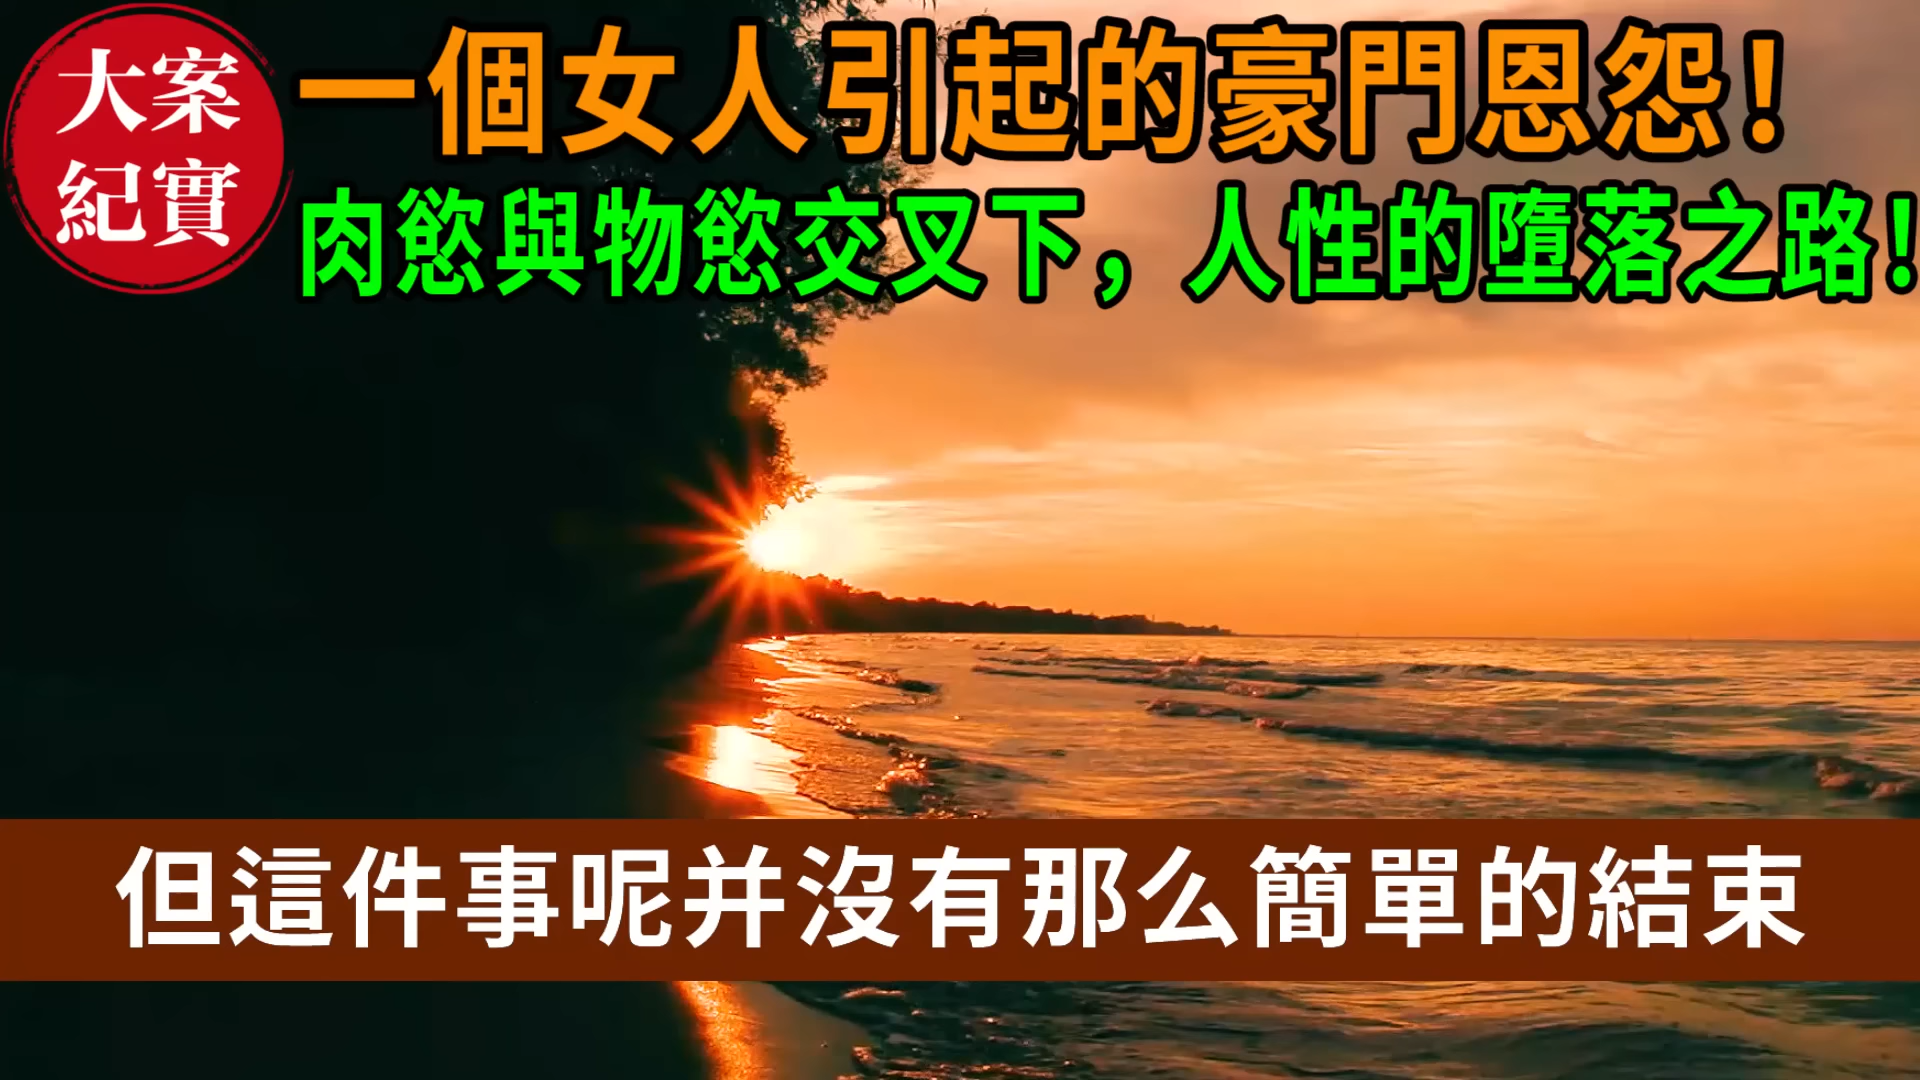 大案
紀實
一個女人引起的豪門恩怨！
肉慾與物慾交叉下，人性的墮落之路！
但這件事呢并沒有那么簡單的結束